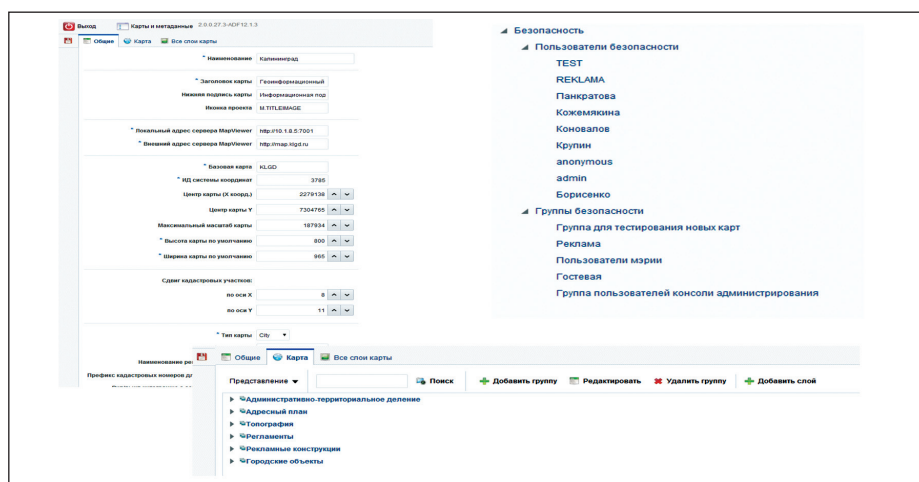 Выход Карты и метаданные 2.0.0.27.3-ADF12.1.3
Общие Карта Все слои карты
* Наименование Калининград
* Заголовок карты Геоинформационный
Нижняя подпись карты Информационная под
Иконка проекта M.TITLEIMAGE
* Локальный адрес сервера MapViewer http://10.1.8.5:7001
* Внешний адрес сервера MapViewer http://map.klgd.ru
* Базовая карта KLGD
* ИД системы координат 3785
Центр карты (X коорд.) 2279138
Центр карты Y 7304765
Максимальный масштаб карты 187934
* Высота карты по умолчанию 800
* Ширина карты по умолчанию 965
Сдвиг кадастровых участков:
по оси X 8
по оси Y 11
* Тип карты City
Наименование ре
Префикс кадастровых номеров д
Безопасность
Пользователи безопасности
TEST
REKLAMA
Панкратова
Кожемякина
Коновалов
Крупин
anonymous
admin
Борисенко
Группы безопасности
Группа для тестирования новых карт
Реклама
Пользователи мэрии
Гостевая
Группа пользователей консоли администрирования
Общие Карта Все слои карты
Представление Поиск Добавить группу Редактировать Удалить группу Добавить слой
Административно-территориальное деление
Адресный план
Топография
Регламенты
Рекламные конструкции
Городские объекты